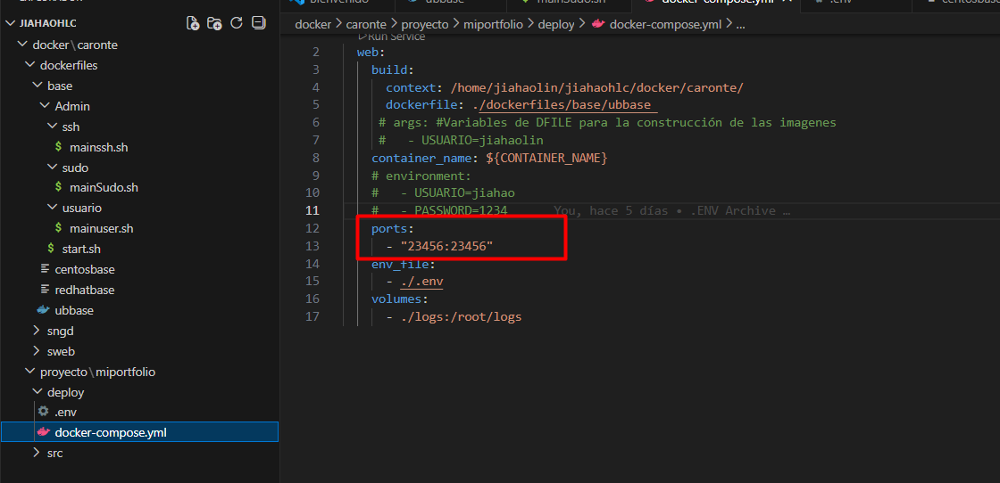 JIAHAOHLC
docker\caronte
dockerfiles
base
Admin
ssh
$ mainssh.sh
sudo
$ mainSudo.sh
usuario
$ mainuser.sh
$ start.sh
centosbase
redhatbase
ubbase
sngd
sweb
proyecto\miportfolio
deploy
.env
docker-compose.yml
src
bienvenido ubbase mainSudo.sh docker-compose.yml .env
docker > caronte > proyecto > miportfolio > deploy > docker-compose.yml > ...
▷Run Service
2 web:
3 build:
4 context: /home/jiahaolin/jiahaohlc/docker/caronte/
5 dockerfile: ./dockerfiles/base/ubbase
6 # args: #Variables de DFILE para la construcción de las imagenes
7 # - USUARIO=jiahaolin
8 container_name: ${CONTAINER_NAME}
9 # environment:
10 # - USUARIO=jiahao
11 # - PASSWORD=1234 You, hace 5 días • .ENV Archive …
12 ports:
13 - "23456:23456"
14 env_file:
15 - ./.env
16 volumes:
17 - ./logs:/root/logs